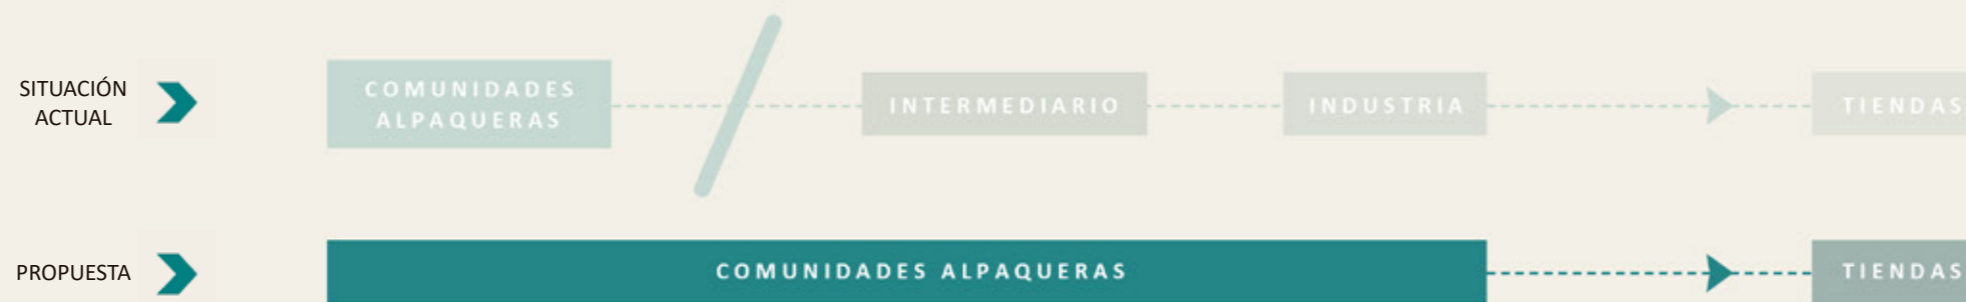 SITUACIÓN
ACTUAL
COMUNIDADES
ALPAQUERAS
INTERMEDIARIO
INDUSTRIA
TIENDAS
PROPUESTA
COMUNIDADES ALPAQUERAS
TIENDAS